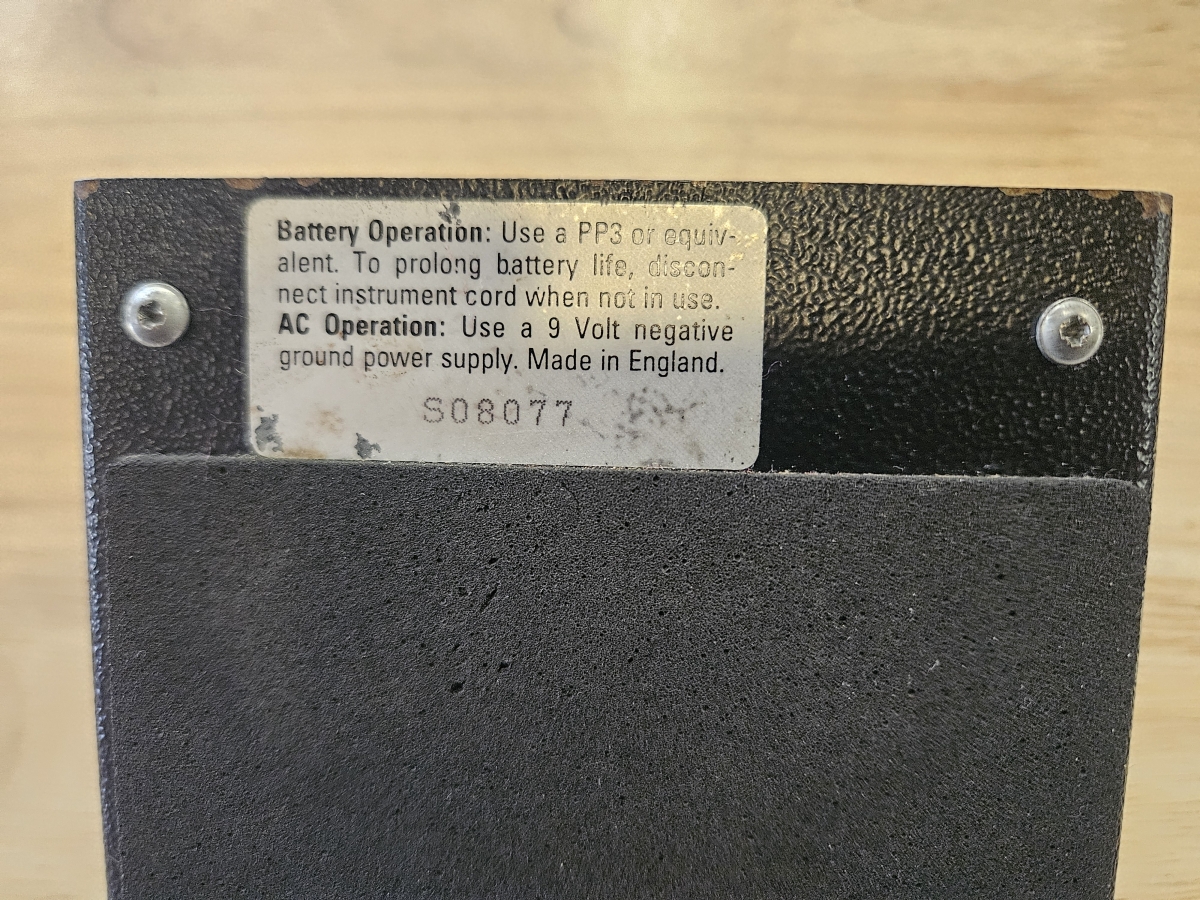 Battery Operation: Use a PP3 or equiv-
alent. To prolong battery life, discon-
nect instrument cord when not in use.
AC Operation: Use a 9 Volt negative
ground power supply. Made in England.
S08077